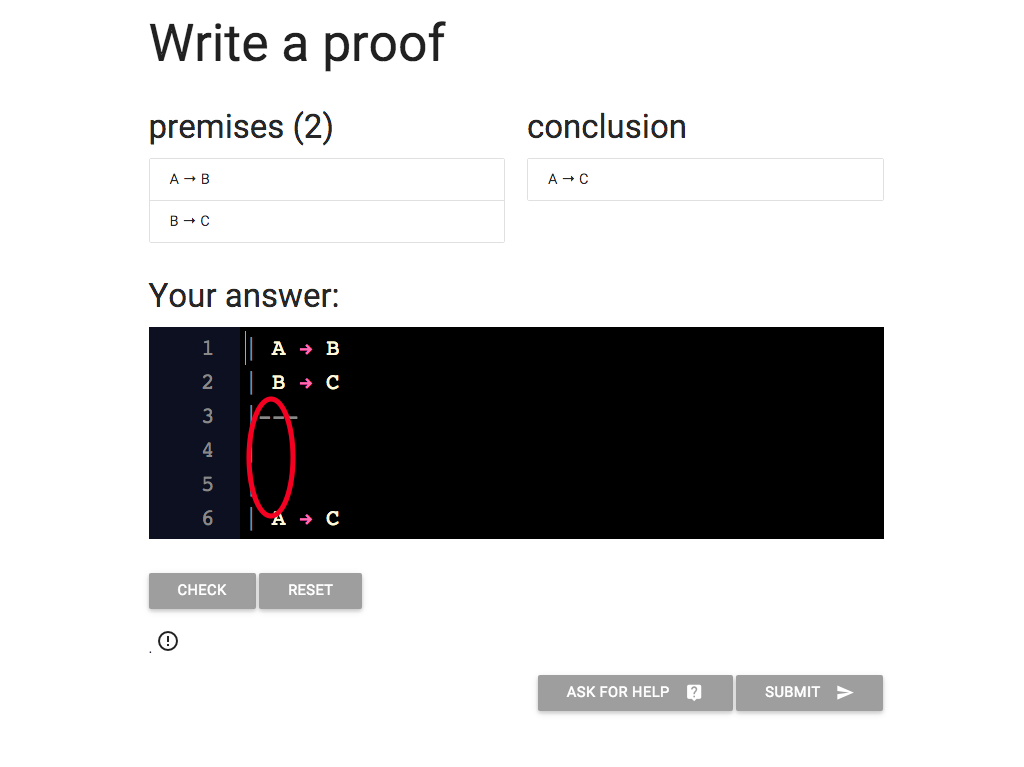 Write a proof
premises (2)
A → B
B → C
conclusion
A → C
Your answer:
1 | A → B
2 | B → C
3 |---
4 |
5 |
6 | A → C
CHECK RESET
.
ASK FOR HELP SUBMIT